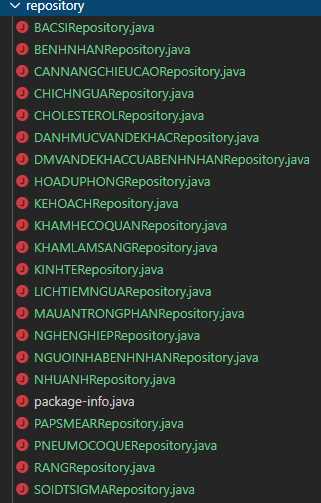 repository
BACSIRepository.java
BENHNHANRepository.java
CANNANGCHIEUCAORepository.java
CHICHNGUARepository.java
CHOLESTEROLRepository.java
DANHMUCVANDEKHACRepository.java
DMVANDEKHACCUABENHNHANRepository.java
HOADUPHONGRepository.java
KEHOACHRepository.java
KHAMHECOQUANRepository.java
KHAMLAMSANGRepository.java
KINHTERepository.java
LICHTIEMNGUARepository.java
MAUANTRONGPHANRepository.java
NGHENGHIEPRepository.java
NGUOINHABENHNHANRepository.java
NHUANHRepository.java
package-info.java
PAPSMEARRepository.java
PNEUMOCOQUERepository.java
RANGRepository.java
SOIDTSIGMARepository.java